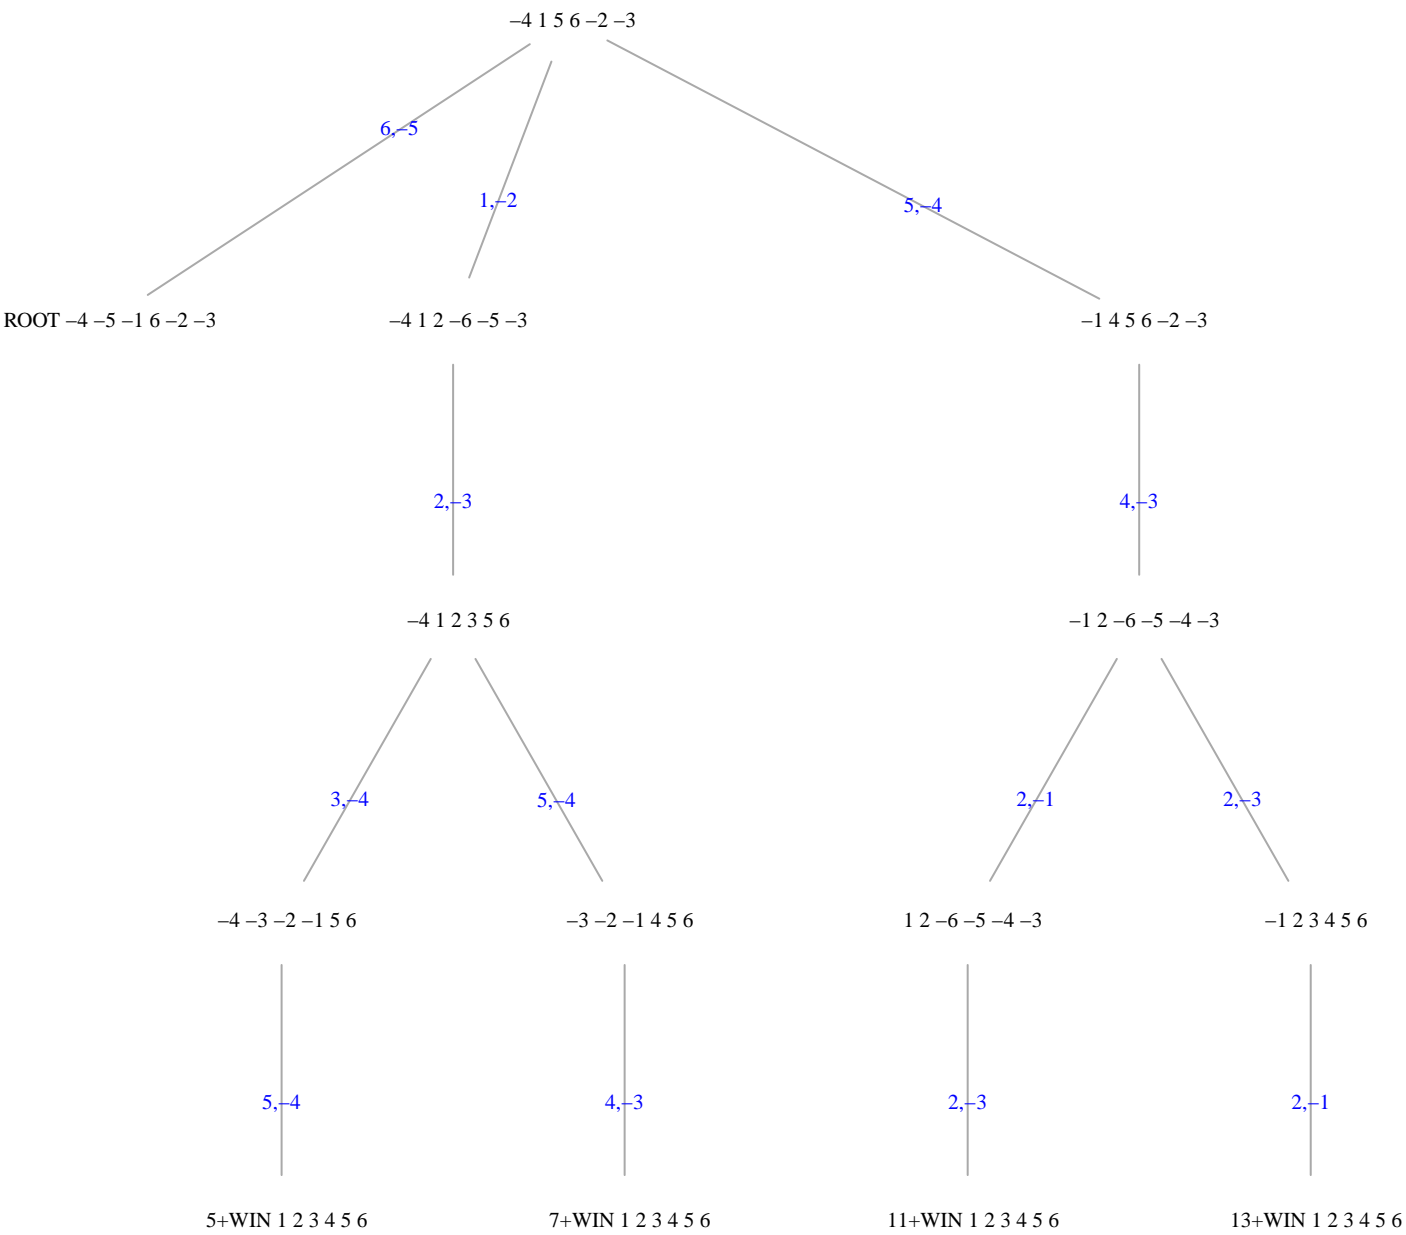 –4 1 5 6 –2 –3
6,–5
1,–2
5,–4
ROOT –4 –5 –1 6 –2 –3
–4 1 2 –6 –5 –3
–1 4 5 6 –2 –3
2,–3
4,–3
–4 1 2 3 5 6
–1 2 –6 –5 –4 –3
3,–4
5,–4
2,–1
2,–3
–4 –3 –2 –1 5 6
–3 –2 –1 4 5 6
1 2 –6 –5 –4 –3
–1 2 3 4 5 6
5,–4
4,–3
2,–3
2,–1
5+WIN 1 2 3 4 5 6
7+WIN 1 2 3 4 5 6
11+WIN 1 2 3 4 5 6
13+WIN 1 2 3 4 5 6